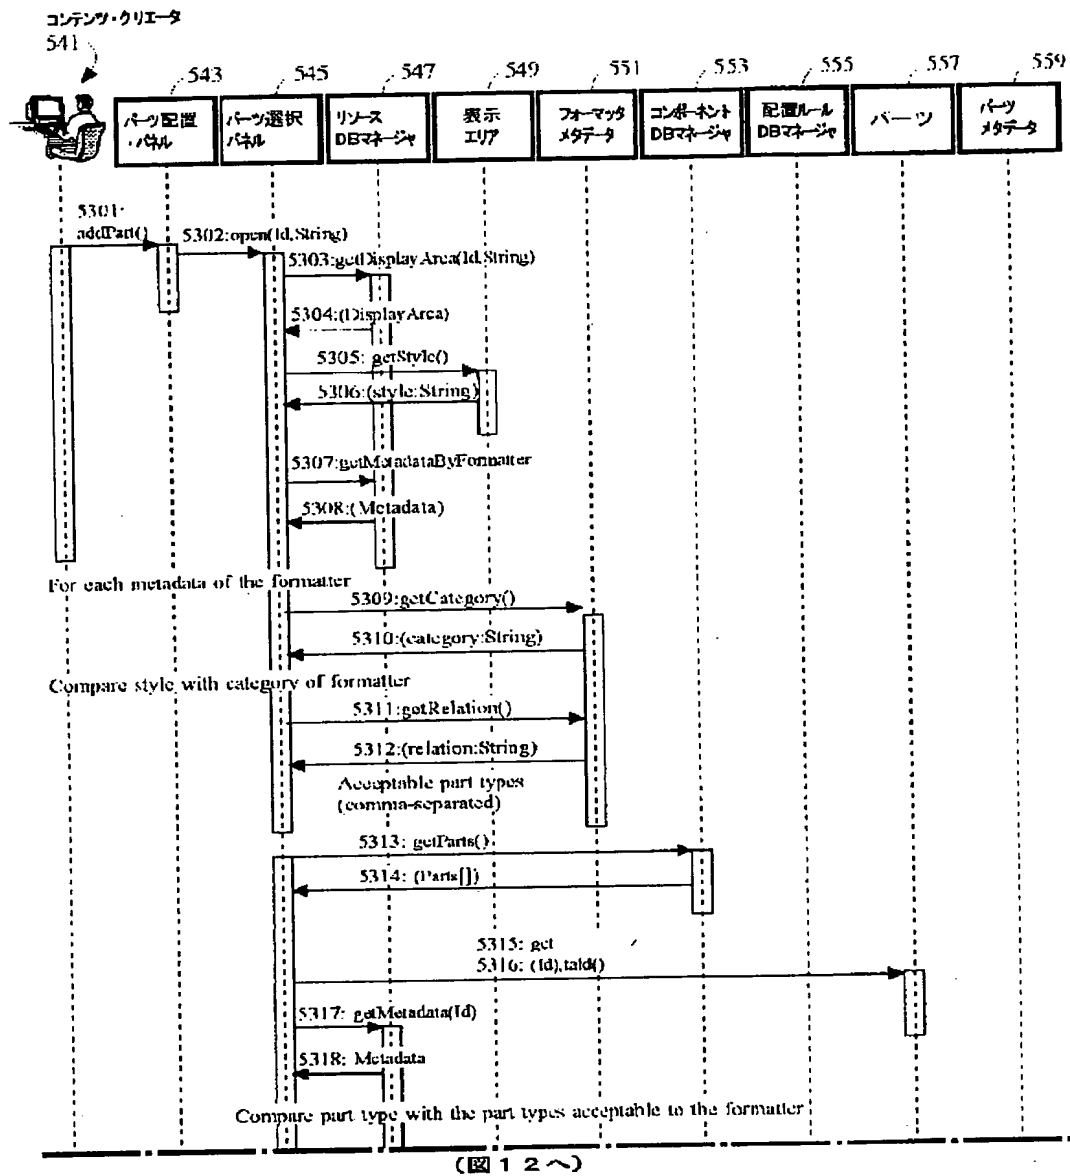 コンテンツ・クリエータ
541
543
545
547
549
551
553
555
557
559
パーツ配置
・パネル
パーツ選択
パネル
リソース
DBマネージャ
表示
エリア
フォーマッタ
メタデータ
コンポーネント
DBマネージャ
配置ルール
DBマネージャ
パーツ
パーツ
メタデータ
5301:
addPart()
5302:open(Id,String)
5303:getDisplayArea(Id,String)
5304:(DisplayArea)
5305: getStyle()
5306:(style:String)
5307:getMetadataByFormatter
5308:(Metadata)
For each metadata of the formatter
5309:getCategory()
5310:(category:String)
Compare style with category of formatter
5311:getRelation()
5312:(relation:String)
Acceptable part types
(comma-separated)
5313: getParts()
5314: (Parts[])
5315: get
5316: (Id),
5317: getMetadata(Id)
5318: Metadata
Compare part type with the part types acceptable to the formatter
(図12へ)